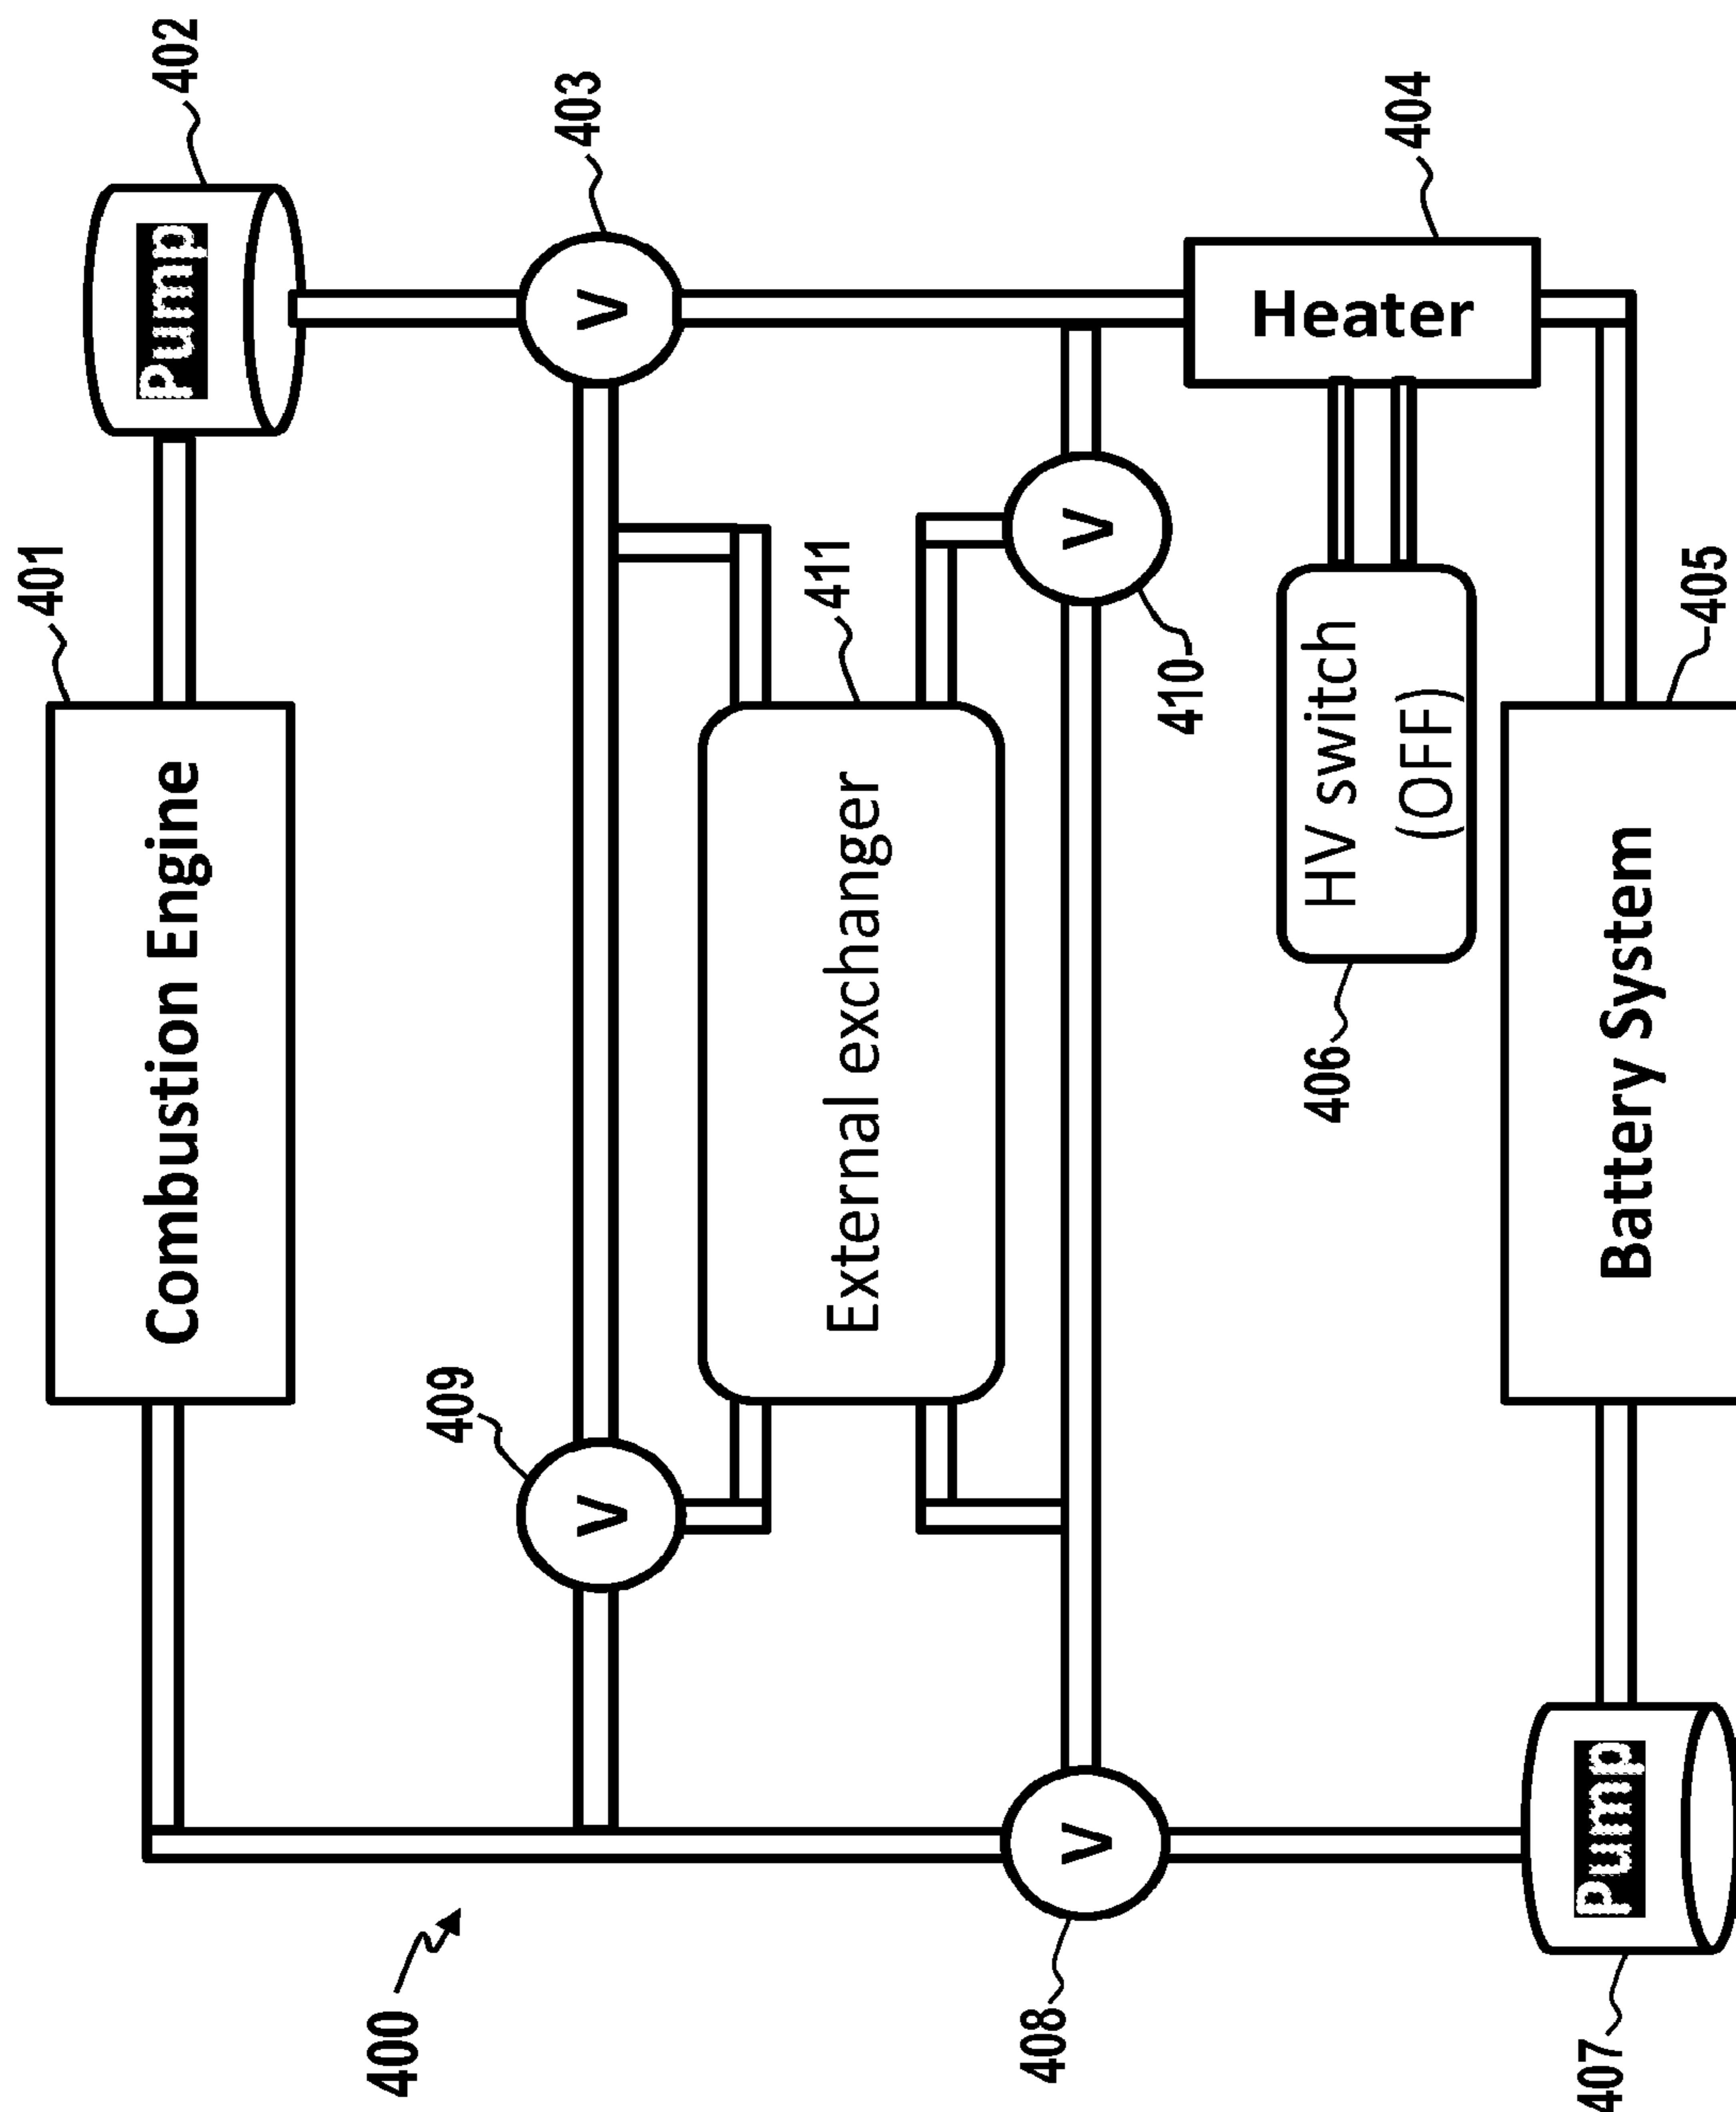 400
401
Combustion Engine
402
Pump
409
V
V
403
External exchanger
411
408
V
V
410
HV switch
(OFF)
406
Heater
404
407
Pump
Battery System
405